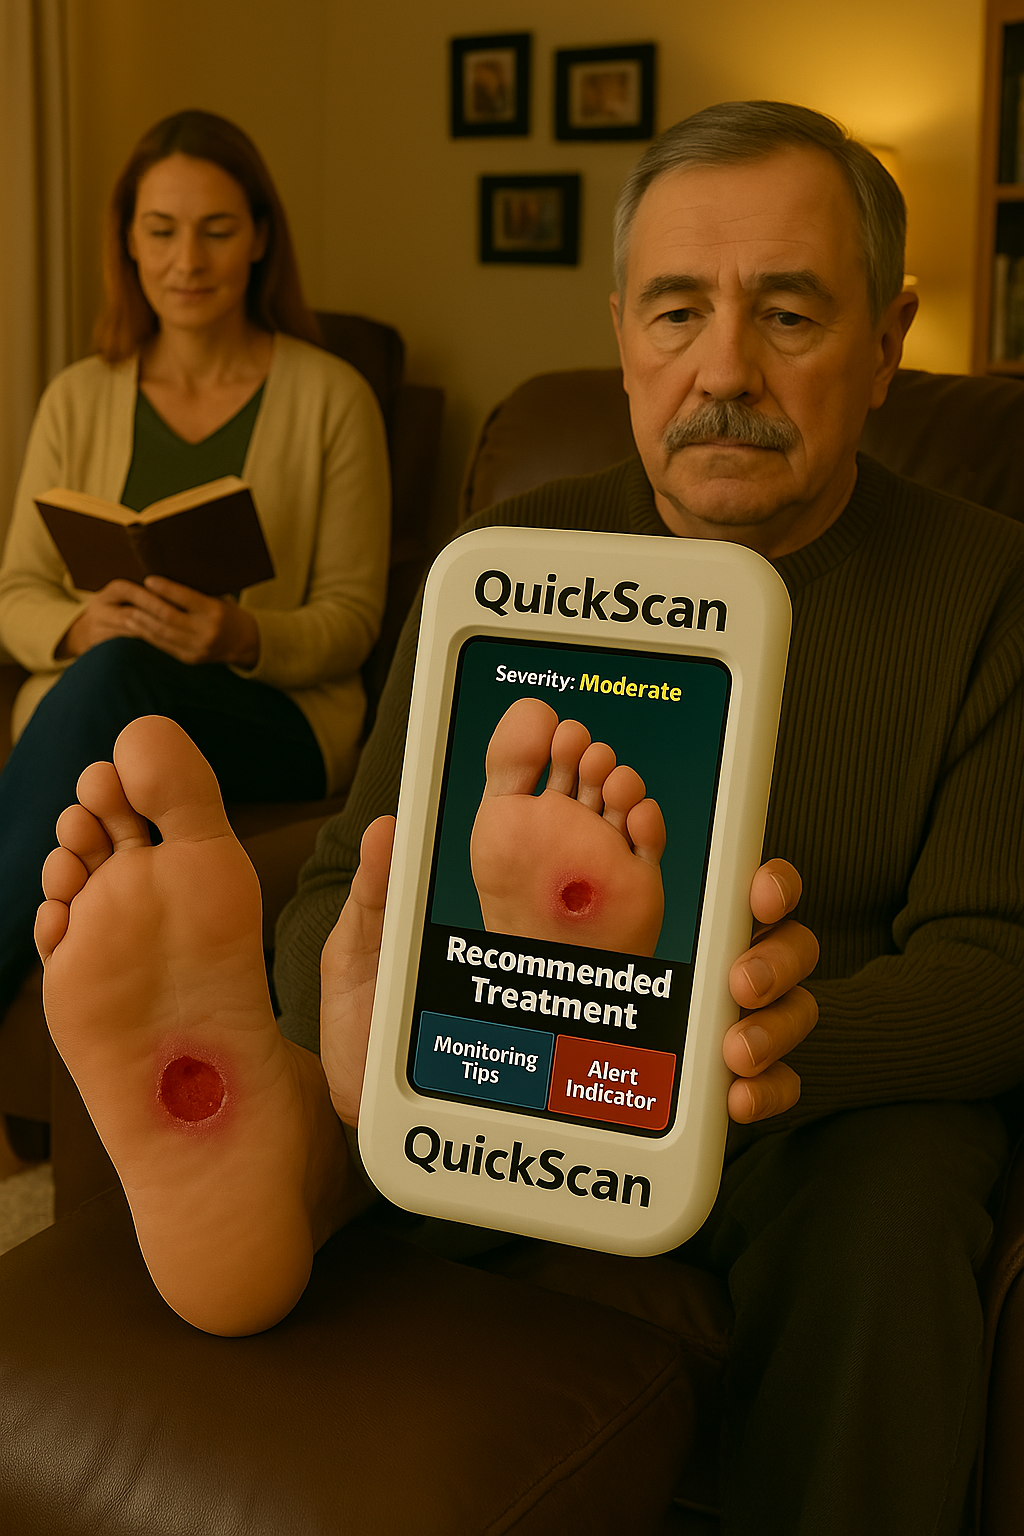 QuickScan
Severity: Moderate
Recommended
Treatment
Monitoring
Tips
Alert
Indicator
QuickScan